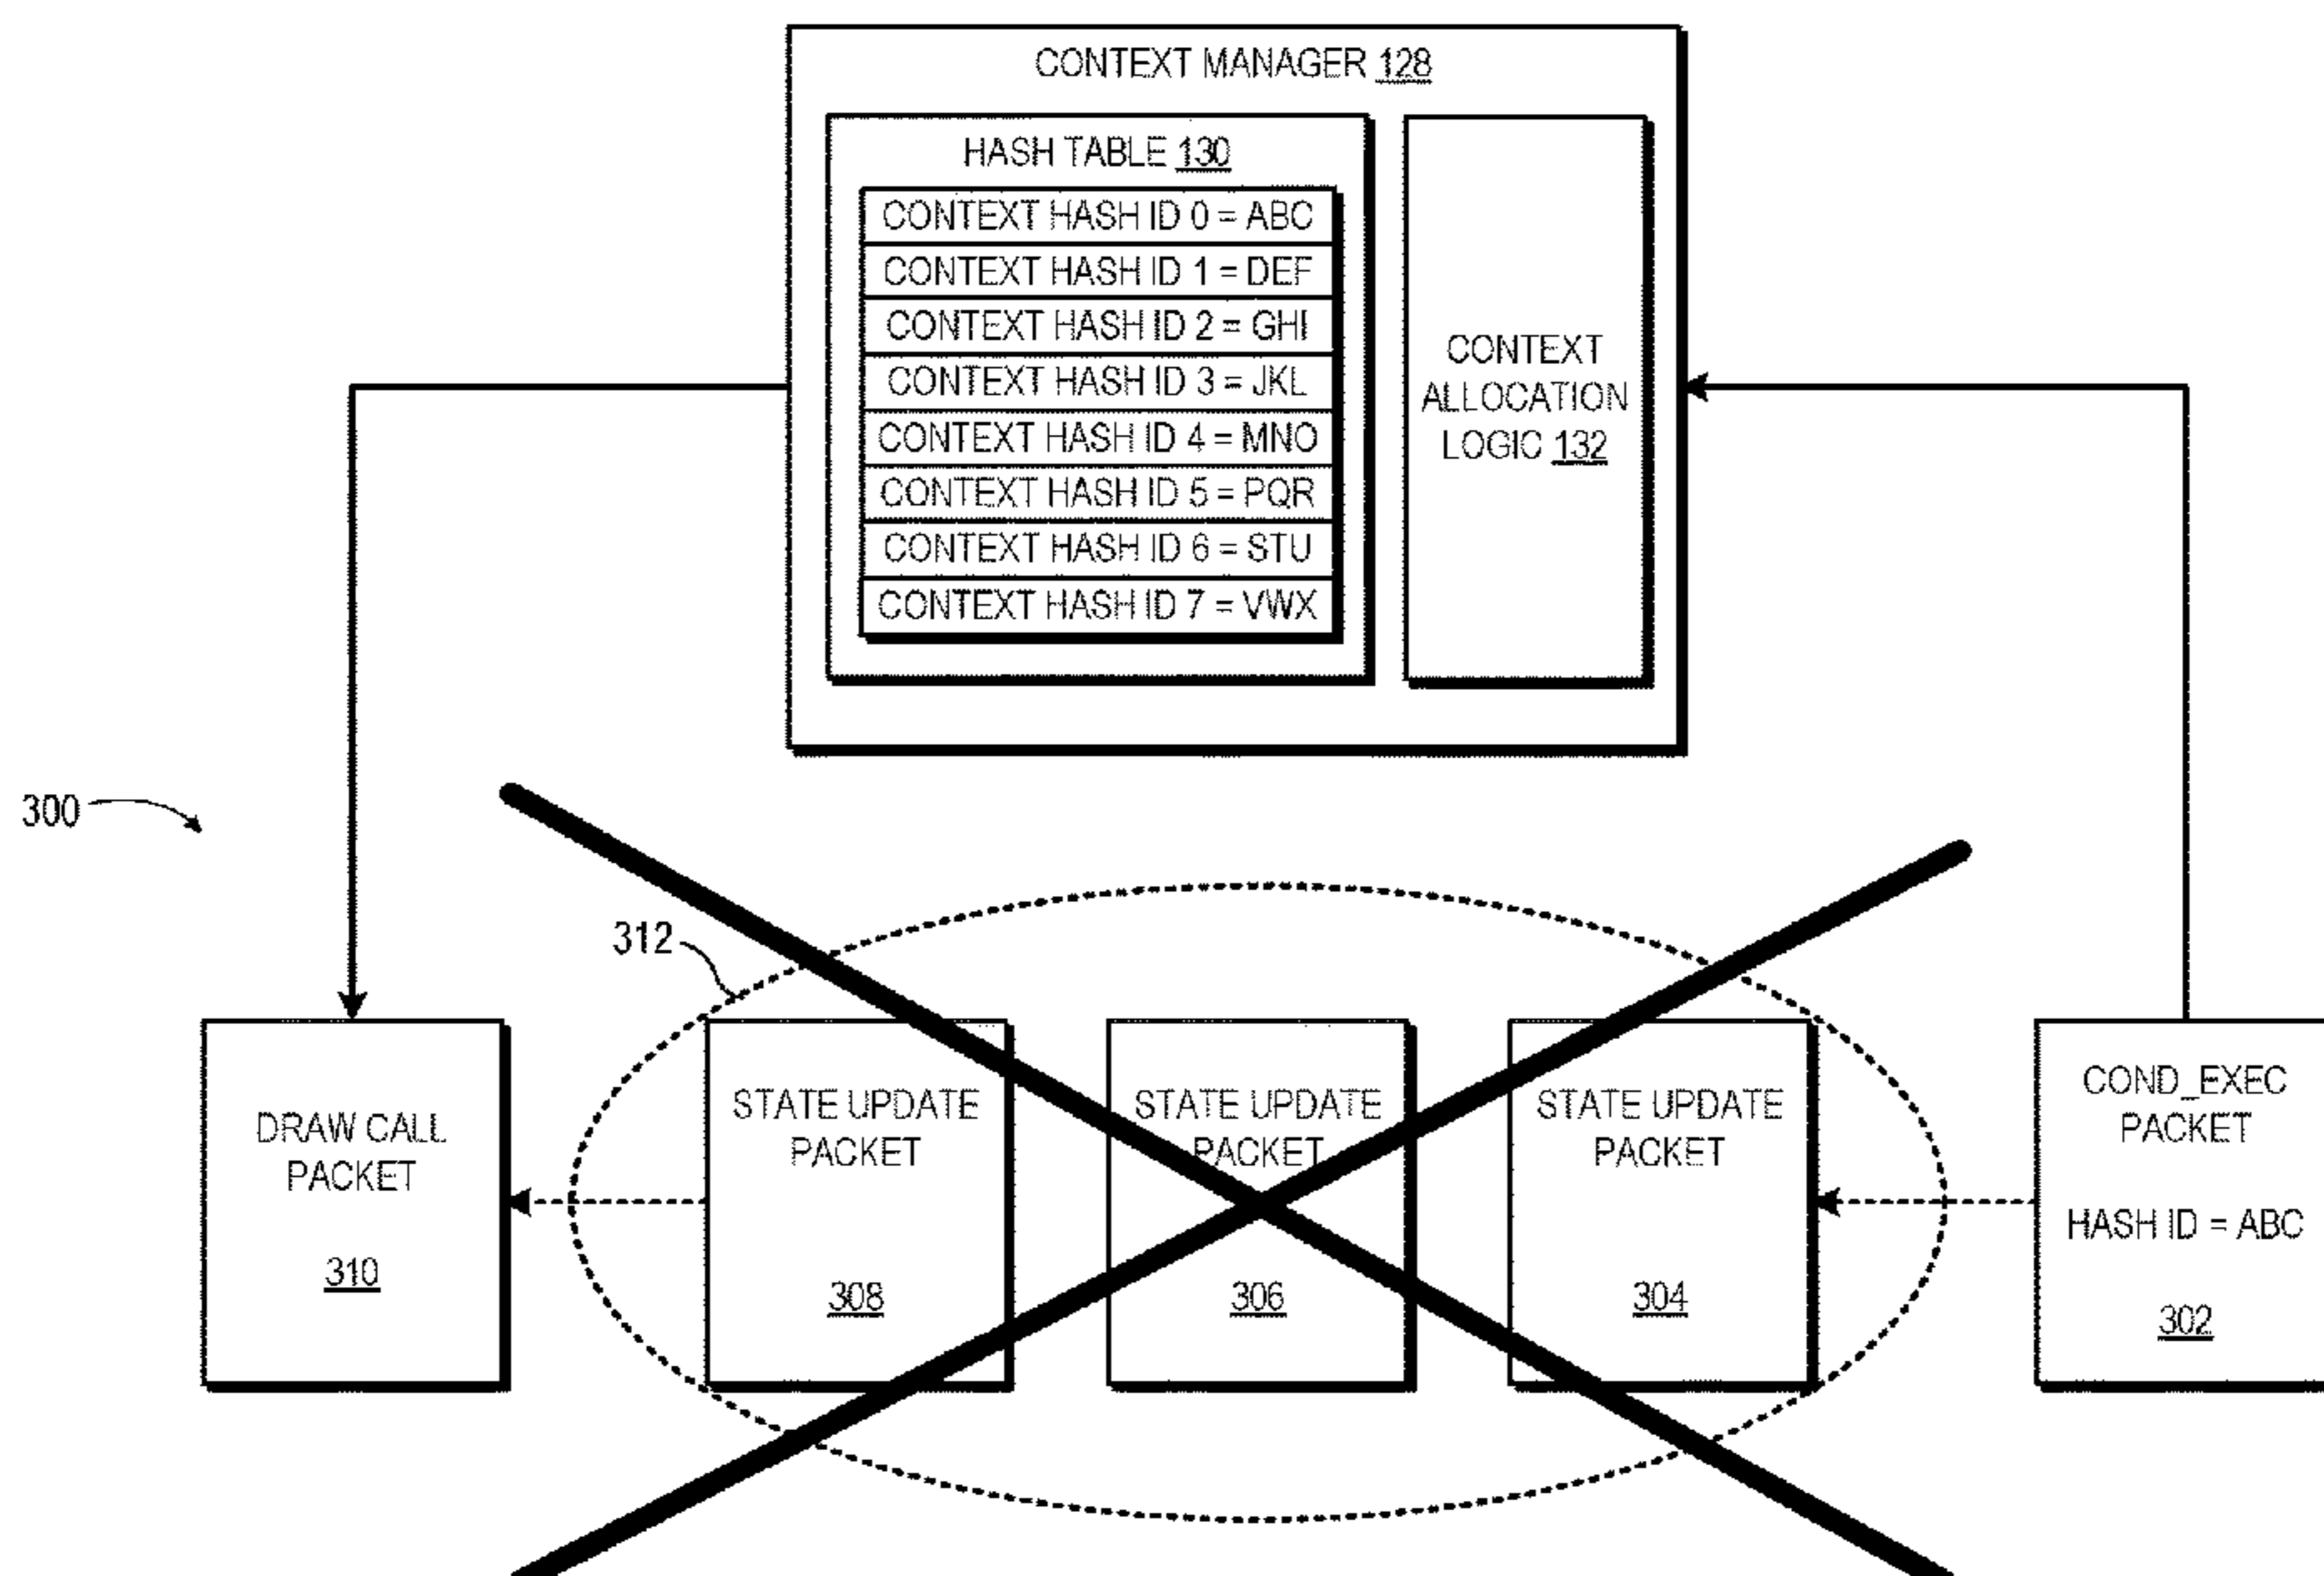 CONTEXT MANAGER 128
HASH TABLE 130
CONTEXT HASH ID 0 = ABC
CONTEXT HASH ID 1 = DEF
CONTEXT HASH ID 2 = GHI
CONTEXT HASH ID 3 = JKL
CONTEXT HASH ID 4 = MNO
CONTEXT HASH ID 5 = PQR
CONTEXT HASH ID 6 = STU
CONTEXT HASH ID 7 = VWX
CONTEXT
ALLOCATION
LOGIC 132
300
312
DRAW CALL
PACKET
310
STATE UPDATE
PACKET
308
STATE UPDATE
PACKET
306
STATE UPDATE
PACKET
304
COND_EXEC
PACKET
HASH ID = ABC
302